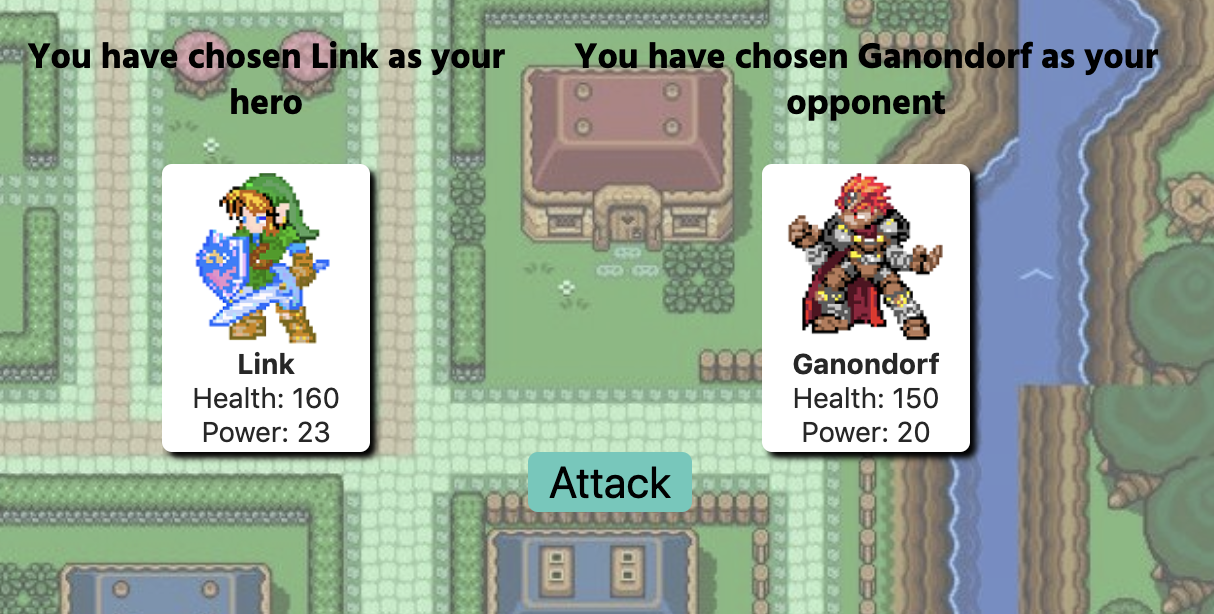 You have chosen Link as your
hero
You have chosen Ganondorf as your
opponent
Link
Health: 160
Power: 23
Ganondorf
Health: 150
Power: 20
Attack